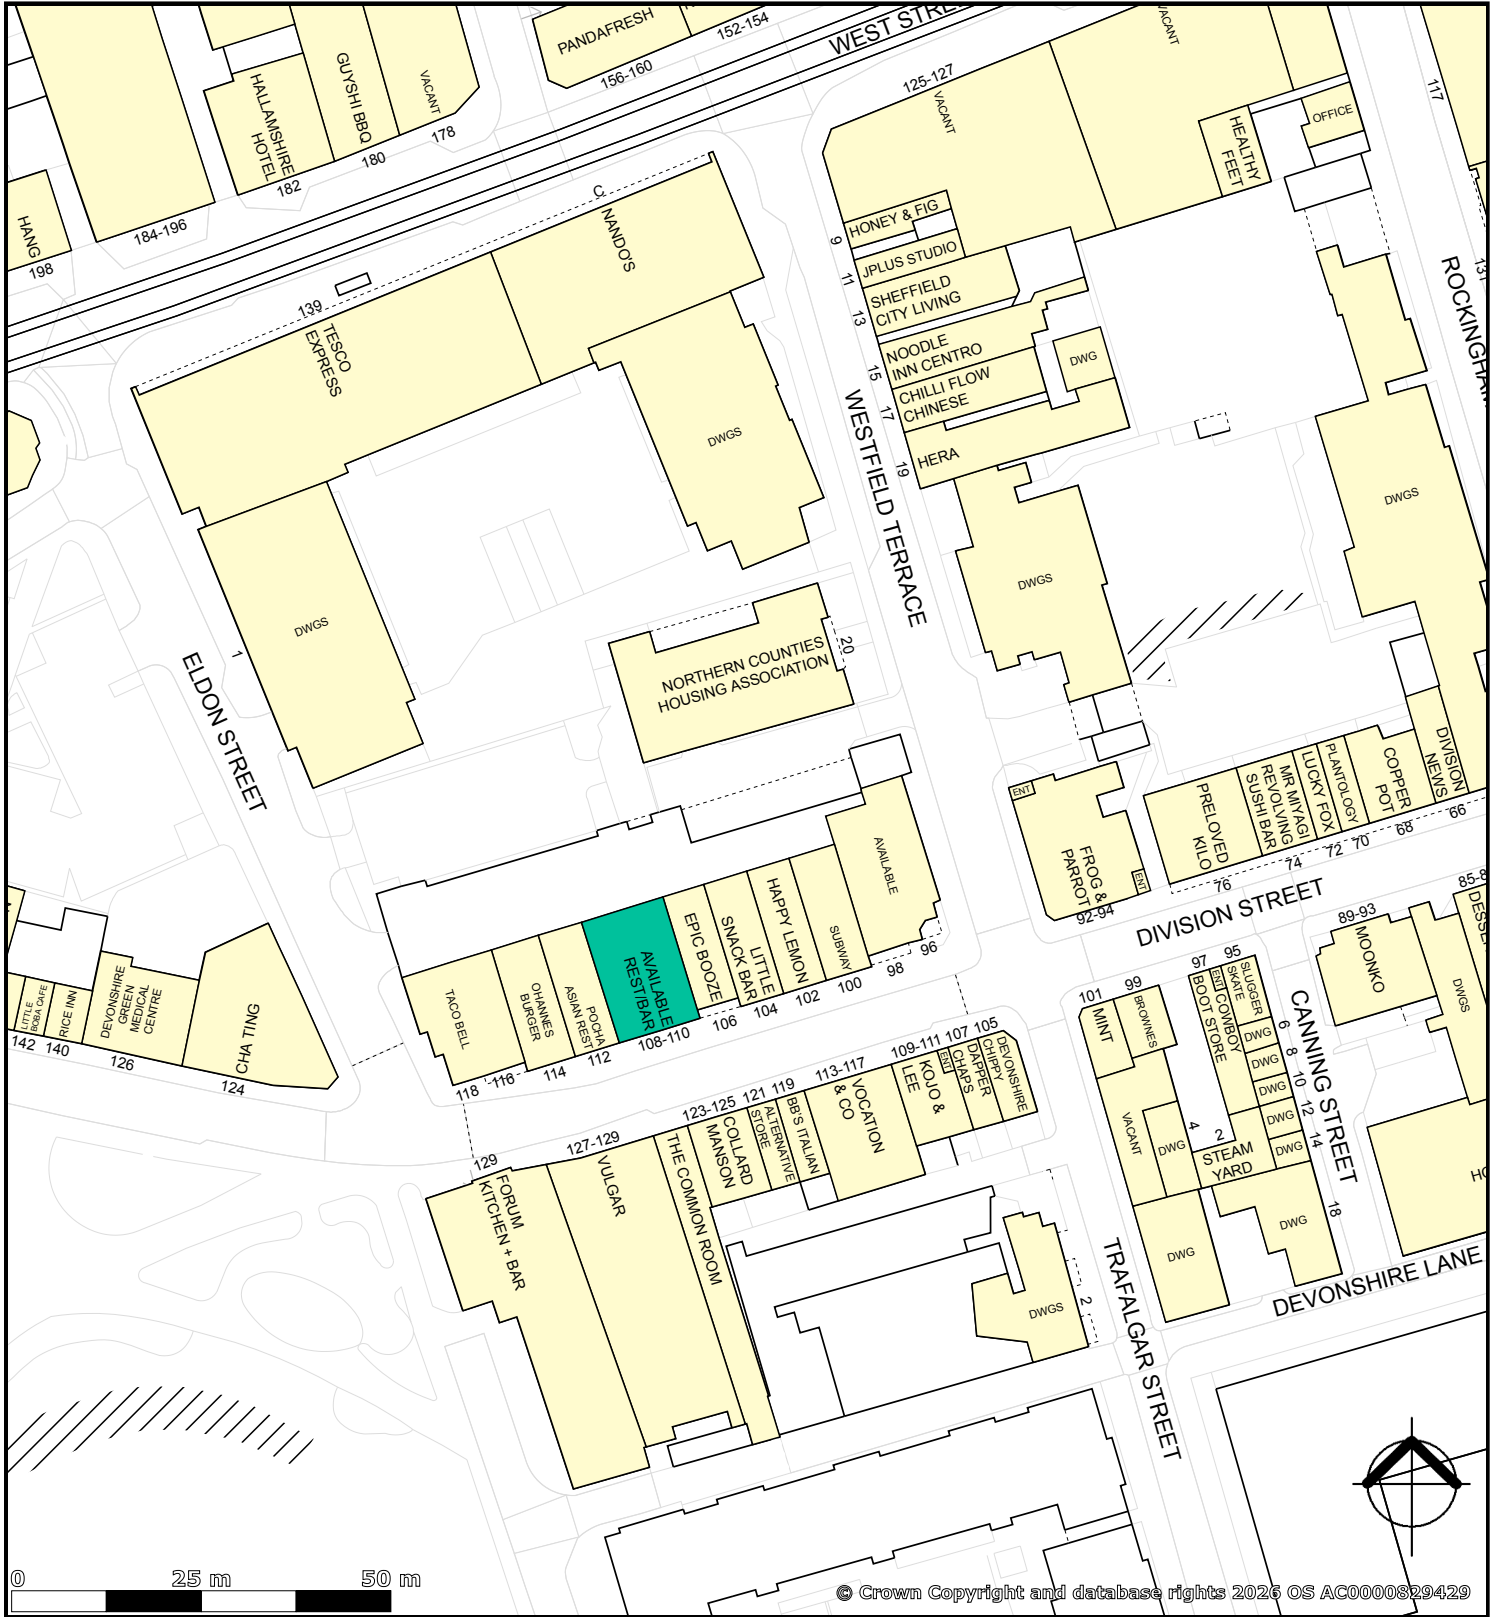 PANDAFRESH
152-154
156-160
WEST STRE
VACANT
125-127
VACANT
117
OFFICE
HEALTHY
FEET
GUYSHI BBQ
HALLAMSHIRE
HOTEL
VACANT
178
180
182
184-196
HANG
198
C
NANDO'S
139
TESCO
EXPRESS
HONEY & FIG
9
JPLUS STUDIO
11
SHEFFIELD
CITY LIVING
13
NOODLE
INN CENTRO
15
CHILLI FLOW
CHINESE
17
HERA
19
DWG
ROCKINGHAM
131
DWGS
DWGS
DWGS
DWGS
WESTFIELD TERRACE
NORTHERN COUNTIES
HOUSING ASSOCIATION
20
1
ELDON STREET
ENT
FROG &
PARROT
ENT
92-94
PRELOVED
KILO
76
MR MIYAGI
REVOLVING
SUSHI BAR
74
LUCKY FOX
72
PLANTOLOGY
70
COPPER
POT
68
DIVISION
NEWS
66
DIVISION STREET
AVAILABLE
96
98
SUBWAY
100
HAPPY LEMON
102
LITTLE
SNACK BAR
104
EPIC BOOZE
106
AVAILABLE
REST/BAR
108-110
POCHA
ASIAN REST
112
OHANNES
BURGER
114
116
TACO BELL
118
CHA TING
124
DEVONSHIRE
GREEN
MEDICAL
CENTRE
126
RICE INN
140
LITTLE
BOBA CAFE
142
129
FORUM
KITCHEN + BAR
127-129
VULGAR
THE COMMON ROOM
123-125
COLLARD
MANSON
121
ALTERNATIVE
STORE
119
BB'S ITALIAN
113-117
VOCATION
& CO
109-111
KOJO &
LEE
ENT
107
DAPPER
CHAPS
105
DEVONSHIRE
CHIPPY
101
MINT
99
BROWNES
97
ENT
COWBOY
BOOT STORE
95
SLUGGER
SKATE
DWG
DWG
DWG
DWG
DWG
6
8
10
12
14
18
VACANT
DWG
4
2
STEAM
YARD
DWG
DWG
CANNING STREET
89-93
MOONKO
85-8
DESSE
DWGS
HO
DEVONSHIRE LANE
TRAFALGAR STREET
DWGS
2
0
25 m
50 m
© Crown Copyright and database rights 2026 OS AC0000829429